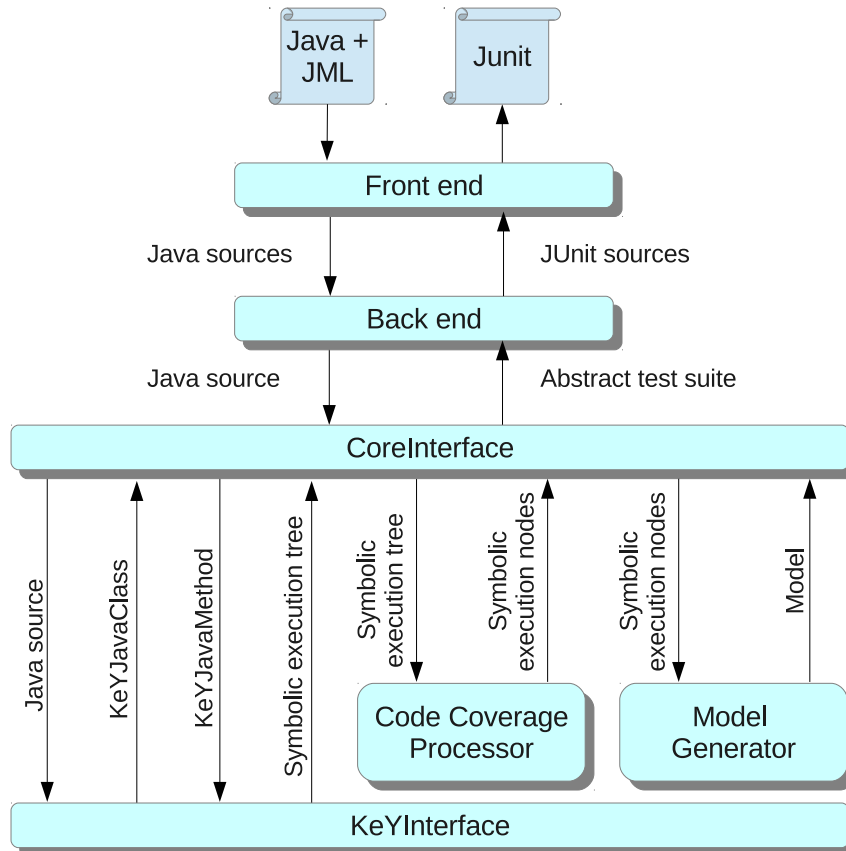 Java +
JML
Junit
Front end
Java sources
JUnit sources
Back end
Java source
Abstract test suite
CoreInterface
Java source
KeYJavaClass
KeYJavaMethod
Symbolic execution tree
Symbolic
execution tree
Symbolic
execution nodes
Symbolic
execution nodes
Model
Code Coverage
Processor
Model
Generator
KeYInterface